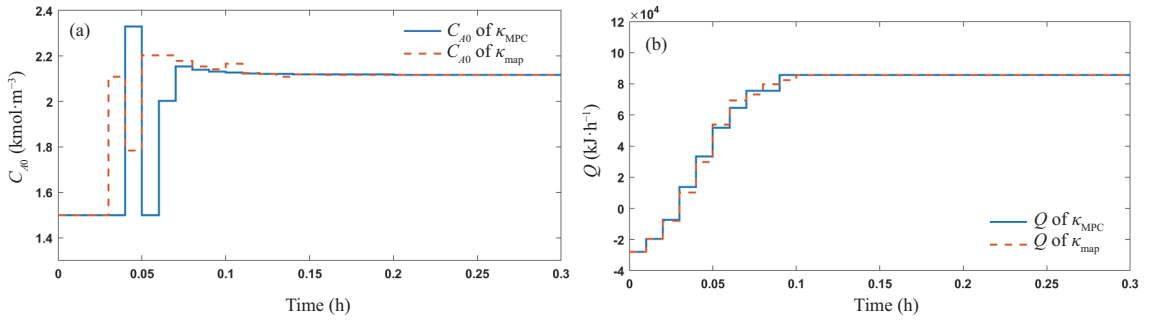 (a)
C_A0 of κ_MPC
C_A0 of κ_map
2.4
2.2
2
1.8
1.6
1.4
C_A0 (kmol·m⁻³)
0 0.05 0.1 0.15 0.2 0.25 0.3
Time (h)
×10⁴
(b)
12
10
8
6
4
2
0
-2
-4
Q (kJ·h⁻¹)
Q of κ_MPC
Q of κ_map
0 0.05 0.1 0.15 0.2 0.25 0.3
Time (h)